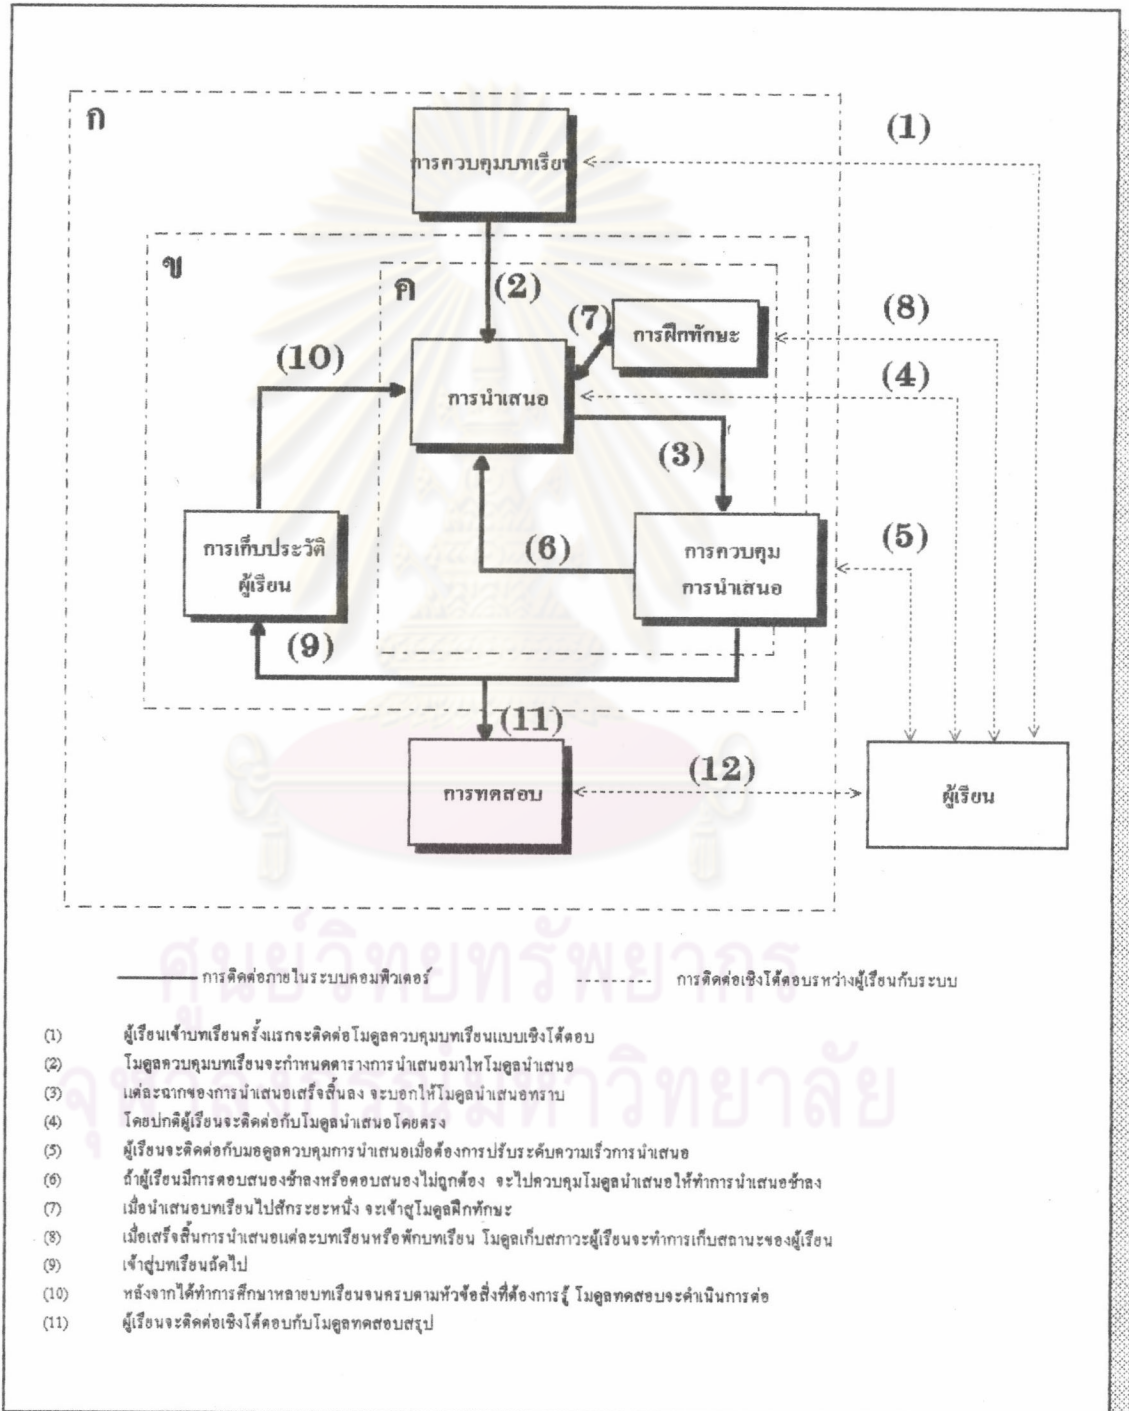 ก
(1)
การควบคุมบทเรียน
ข
ค
(2)
(7)
การฝึกทักษะ
(8)
(10)
การนำเสนอ
(4)
(3)
การเก็บประวัติ
ผู้เรียน
(6)
การควบคุม
การนำเสนอ
(5)
(9)
(11)
(12)
การทดสอบ
ผู้เรียน
การติดต่อภายในระบบคอมพิวเตอร์
การติดต่อเชิงโต้ตอบรหว่างผู้เรียนกับระบบ
(1) ผู้เรียนเข้าบทเรียนครั้งแรกจะติดต่อโมดูลควบคุมบทเรียนแบบเชิงโต้ตอบ
(2) โมดูลควบคุมบทเรียนจะกำหนดตารางการนำเสนอมาใหโมดูลนำเสนอ
(3) แต่ละฉากของการนำเสนอเสร็จสิ้นลง จะบอกให้โมดูลนำเสนอทราบ
(4) โดยปกติผู้เรียนจะติดต่อกับโมดูลนำเสนอโดยตรง
(5) ผู้เรียนจะติดต่อกับมอดูลควบคุมการนำเสนอเมื่อต้องการปรับระดับความเร็วการนำเสนอ
(6) ถ้าผู้เรียนมีการตอบสนองช้าลงหรือตอบสนองไม่ถูกต้อง จะไปควบคุมโมดูลนำเสนอให้ทำการนำเสนอช้าลง
(7) เมื่อนำเสนอบทเรียนไปสักระยะหนึ่ง จะเข้าสู่โมดูลฝึกทักษะ
(8) เมื่อเสร็จสิ้นการนำเสนอแต่ละบทเรียนหรือพักบทเรียน โมดูลเก็บสภาวะผู้เรียนจะทำการเก็บสถานะของผู้เรียน
(9) เข้าสู่บทเรียนถัดไป
(10) หลังจากได้ทำการศึกษาหลายบทเรียนจนครบตามหัวข้อสิ่งที่ต้องการรู้ โมดูลทดสอบจะดำเนินการต่อ
(11) ผู้เรียนจะติดต่อเชิงโต้ตอบกับโมดูลทดสอบสรุป
ศูนย์วิทยทรัพยากร
จุฬาลงกรณ์มหาวิทยาลัย